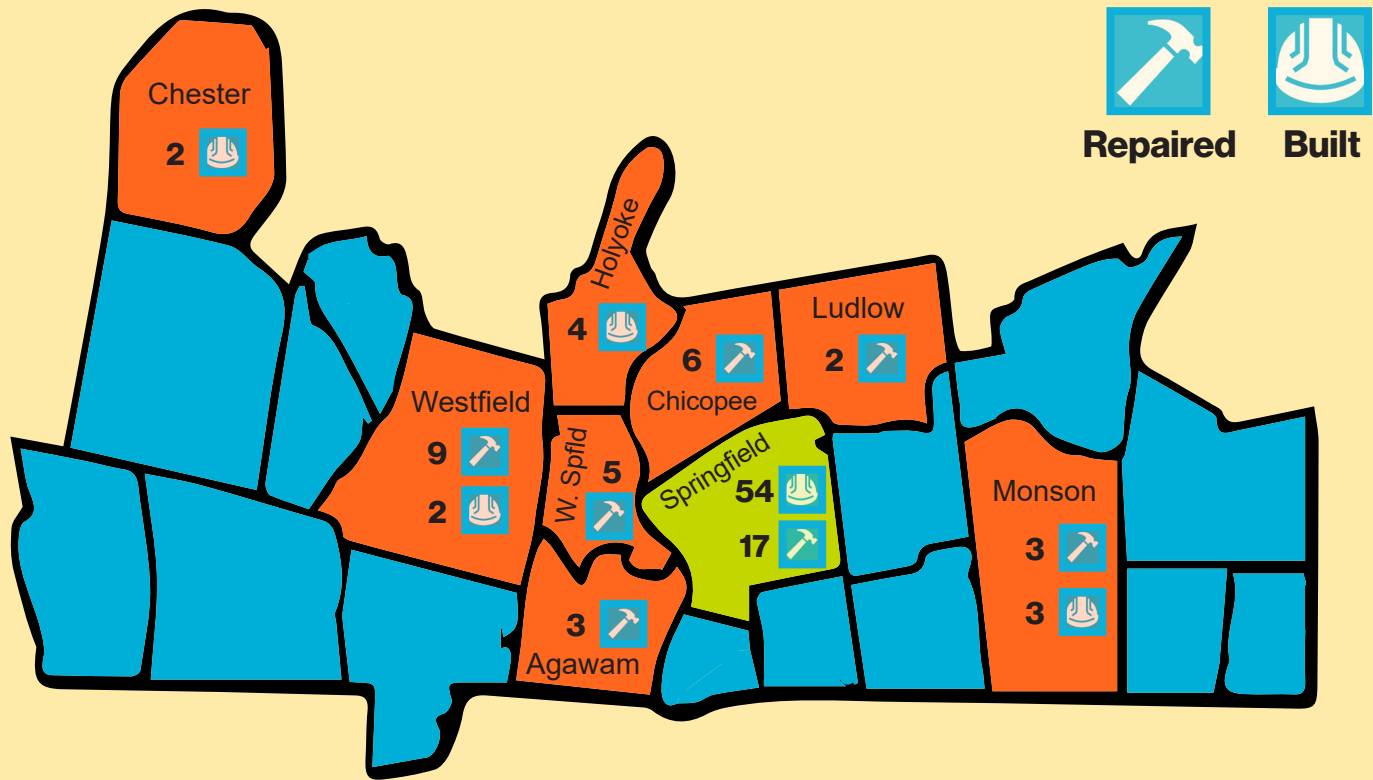 Repaired
Built
Chester
2
Holyoke
4
Ludlow
2
6
Chicopee
Westfield
9
2
W. Spfld
5
Springfield
54
17
Monson
3
3
3
Agawam